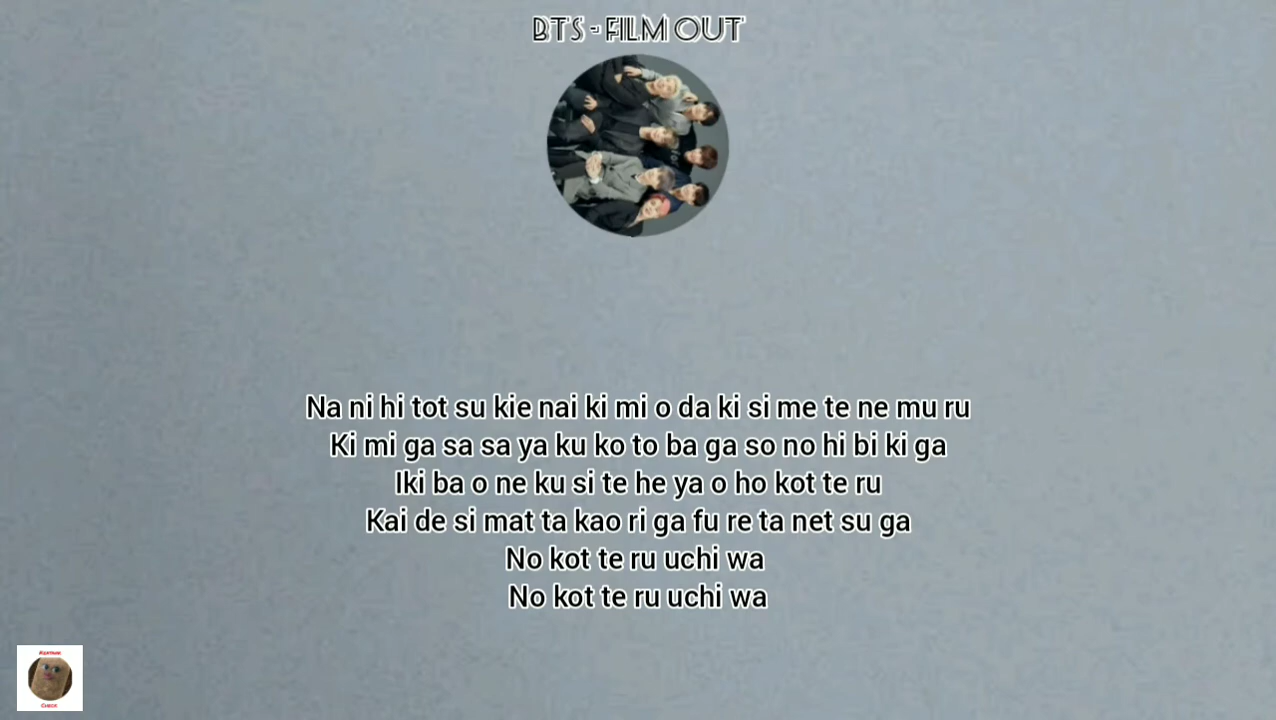 BTS - FILM OUT
Na ni hi tot su kie nai ki mi o da ki si me te ne mu ru
Ki mi ga sa sa ya ku ko to ba ga so no hi bi ki ga
Iki ba o ne ku si te he ya o ho kot te ru
Kai de si mat ta kao ri ga fu re ta net su ga
No kot te ru uchi wa
No kot te ru uchi wa
Check